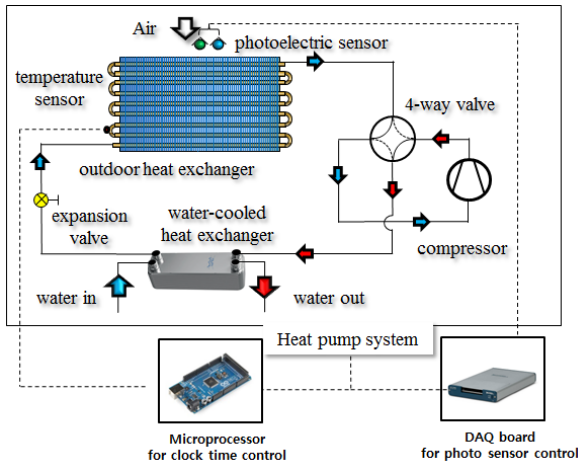 Air
photoelectric sensor
temperature
sensor
4-way valve
outdoor heat exchanger
expansion
valve
water-cooled
heat exchanger
compressor
water in
water out
Heat pump system
Microprocessor
for clock time control
DAQ board
for photo sensor control